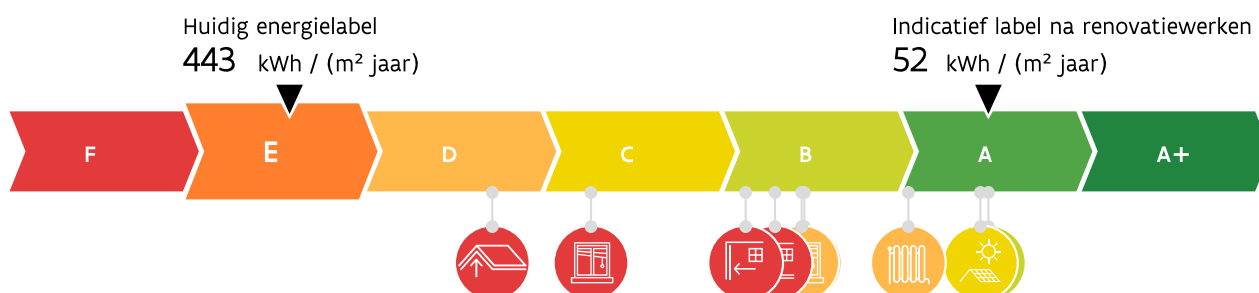 Huidig energielabel
443 kWh / (m² jaar)
Indicatief label na renovatiewerken
52 kWh / (m² jaar)
F E D C B A A+